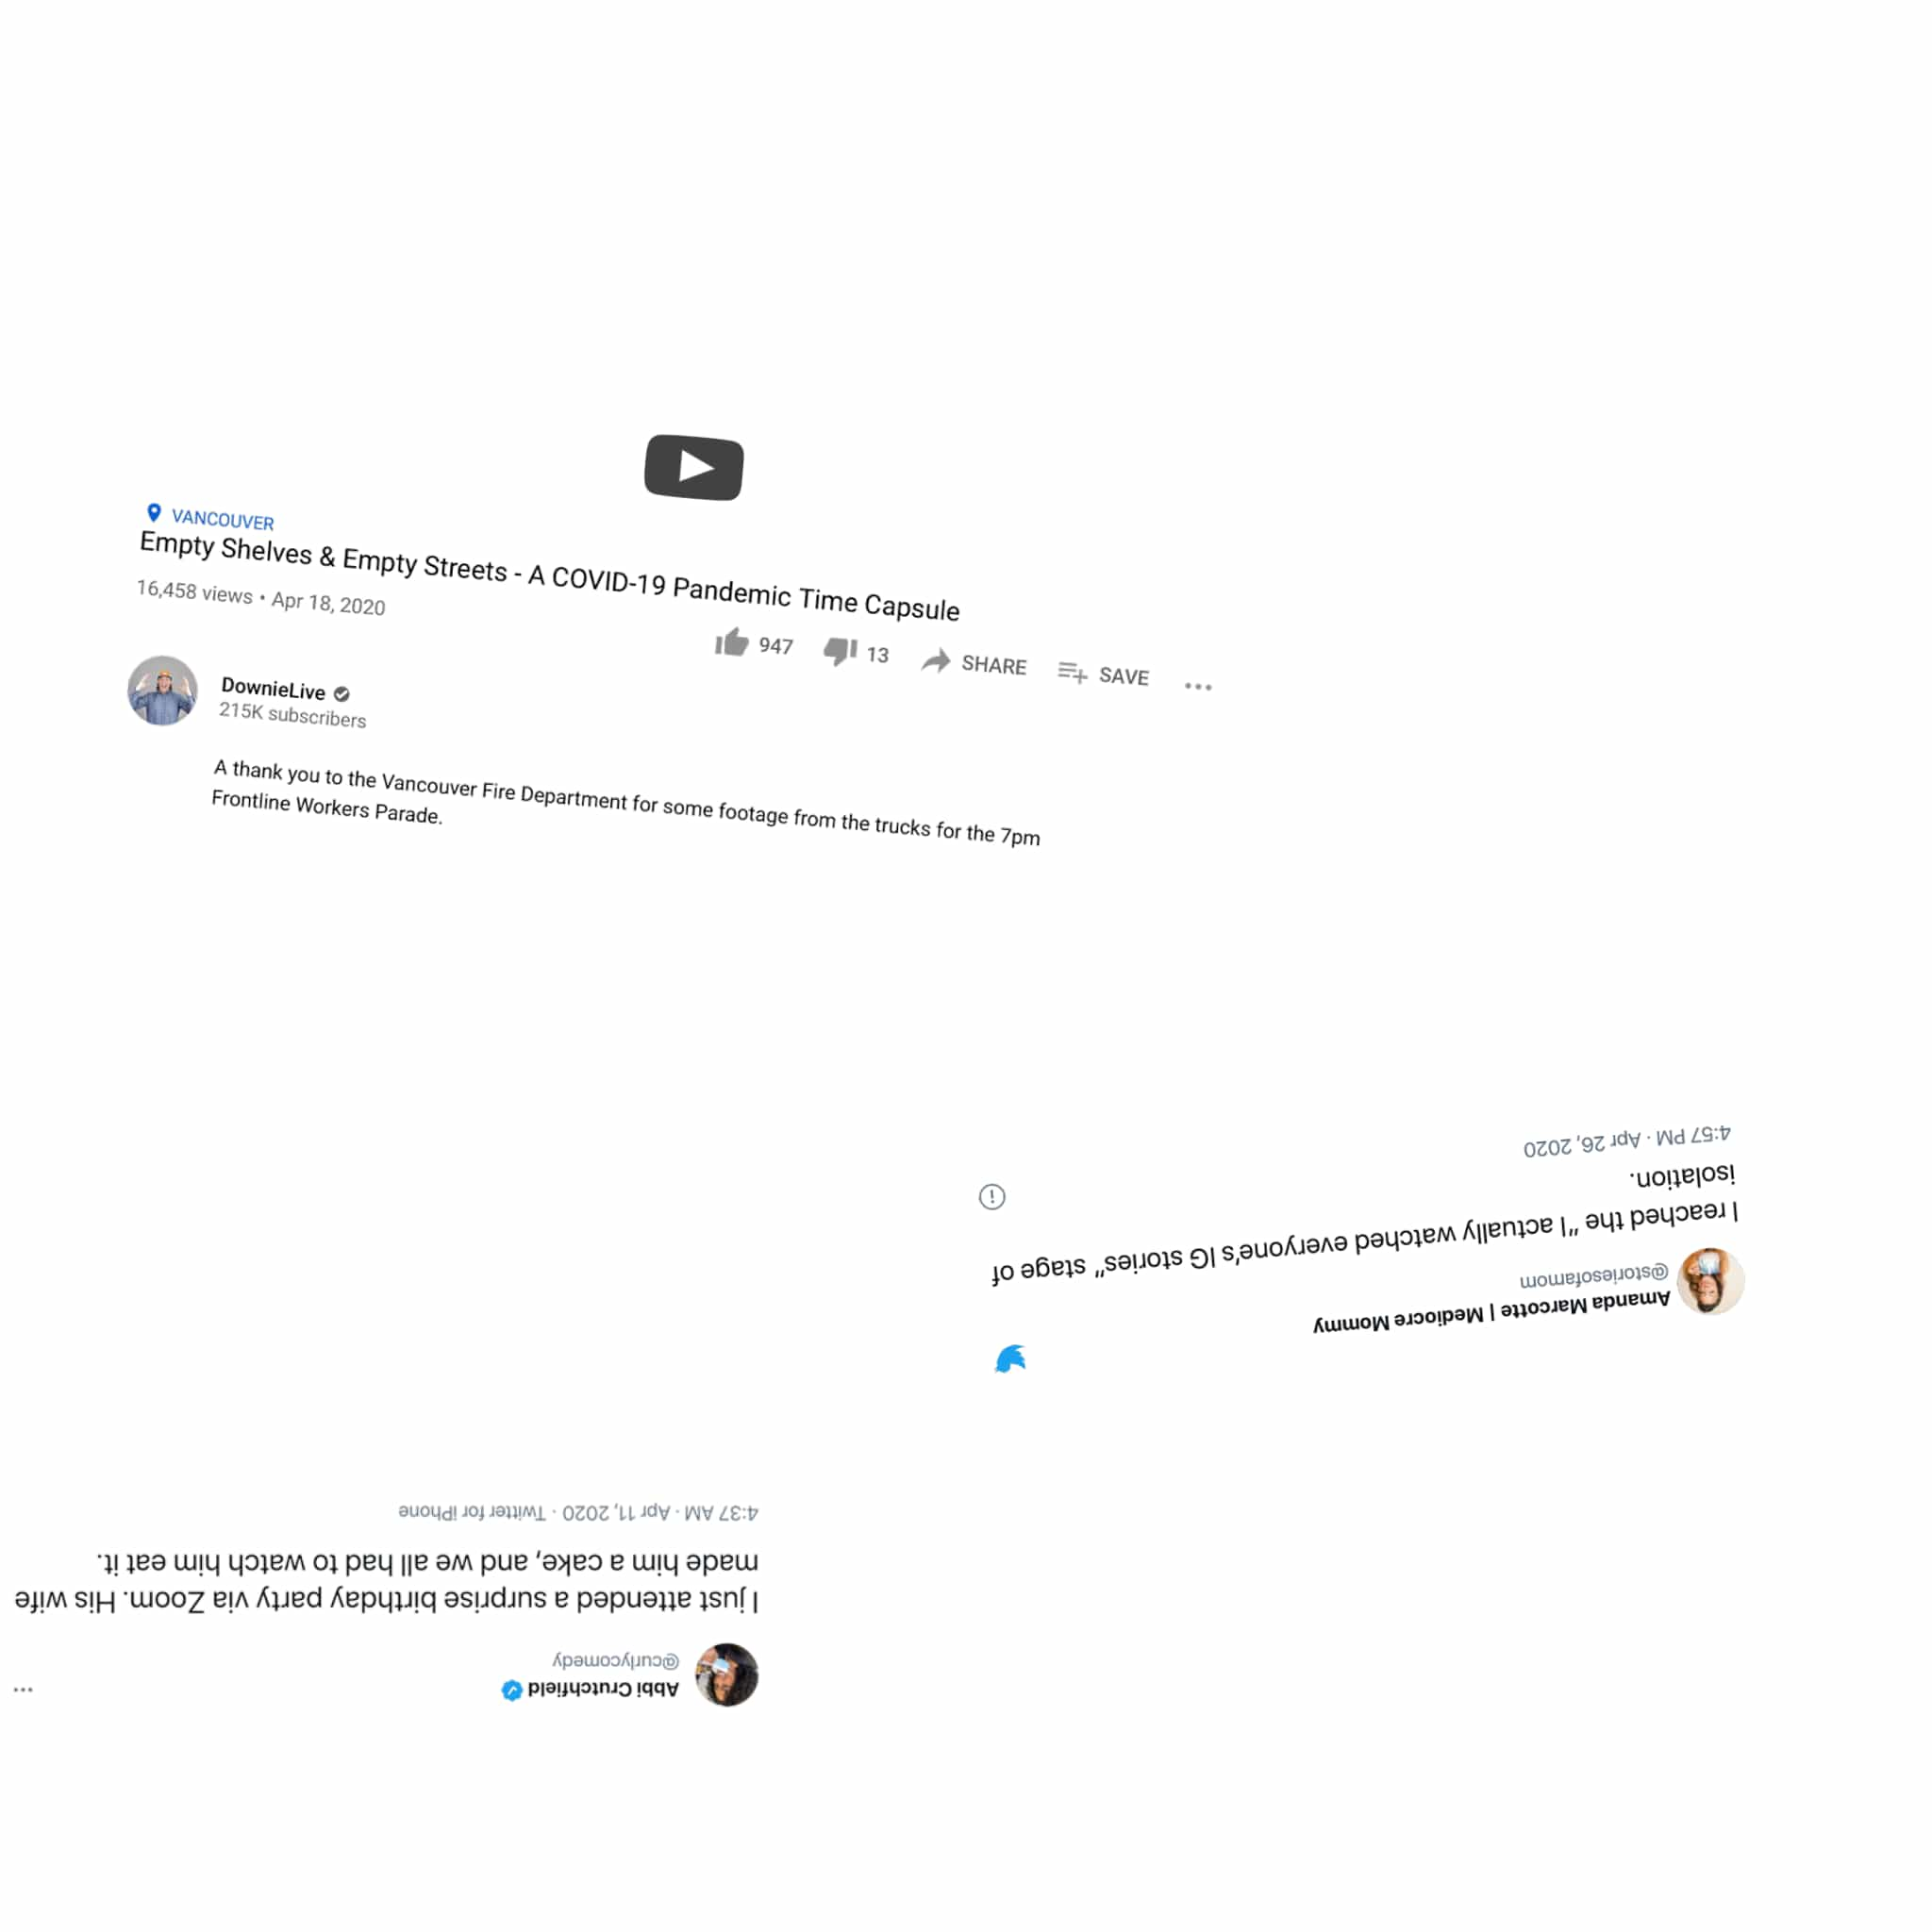 VANCOUVER
Empty Shelves & Empty Streets - A COVID-19 Pandemic Time Capsule
16,458 views • Apr 18, 2020
947 13 SHARE SAVE
DownieLive
215K subscribers
A thank you to the Vancouver Fire Department for some footage from the trucks for the 7pm
Frontline Workers Parade.
Amanda Marcotte | Mediocre Mommy
@storiesofamom
I reached the "I actually watched everyone's IG stories" stage of
isolation.
4:57 PM · Apr 26, 2020
Abbi Crutchfield
@curlycomedy
I just attended a surprise birthday party via Zoom. His wife
made him a cake, and we all had to watch him eat it.
4:37 AM · Apr 11, 2020 · Twitter for iPhone